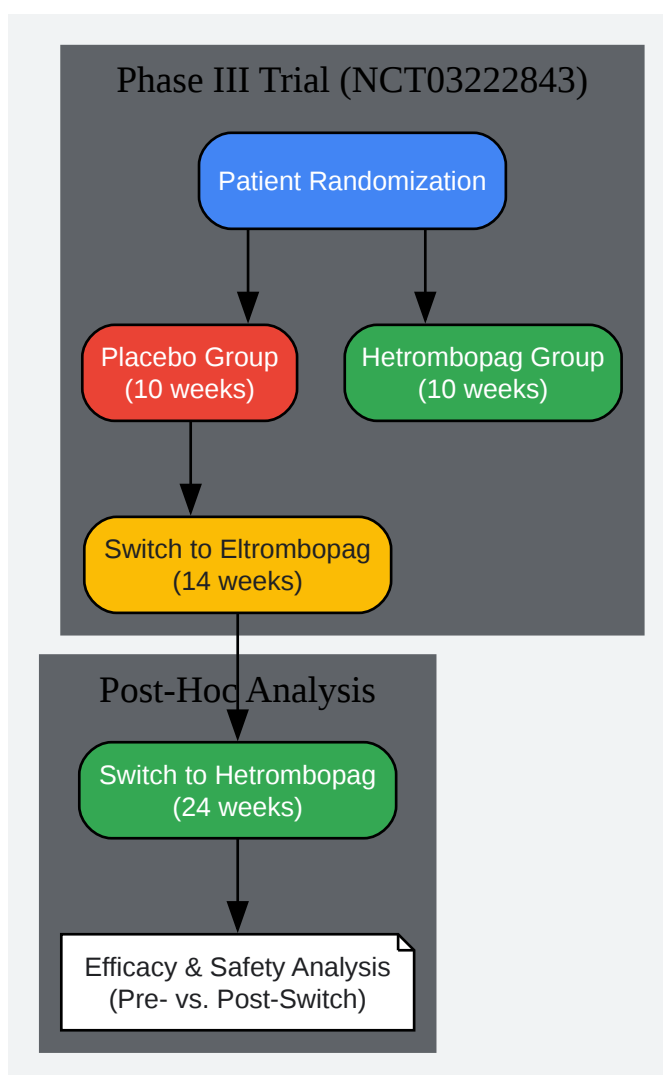 Phase III Trial (NCT03222843)
Patient Randomization
Placebo Group
(10 weeks)
Hetrombopag Group
(10 weeks)
Switch to Eltrombopag
(14 weeks)
Post-Hoc Analysis
Switch to Hetrombopag
(24 weeks)
Efficacy & Safety Analysis
(Pre- vs. Post-Switch)